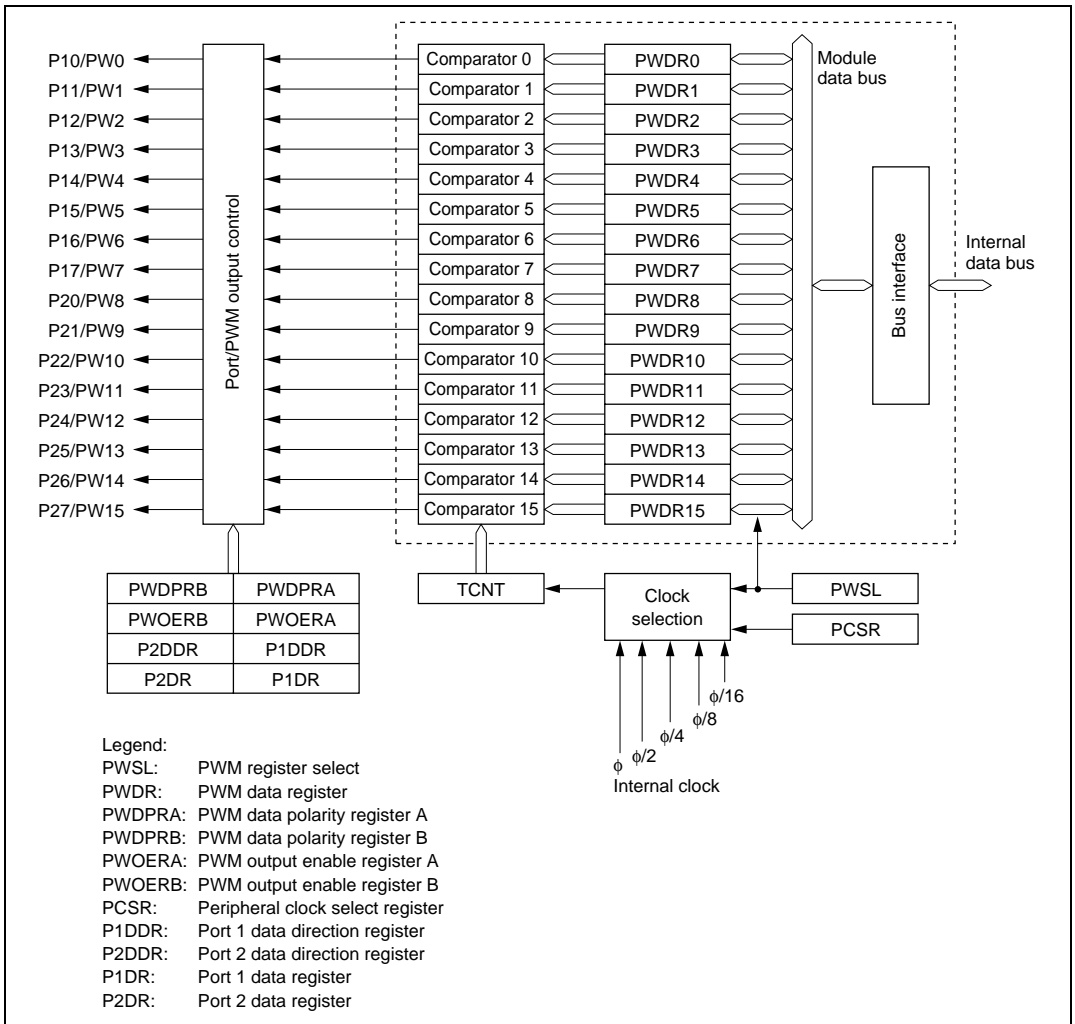 P10/PW0 Comparator 0 PWDR0 Module
data bus
P11/PW1 Comparator 1 PWDR1
P12/PW2 Comparator 2 PWDR2
P13/PW3 Comparator 3 PWDR3
P14/PW4 Comparator 4 PWDR4
P15/PW5 Comparator 5 PWDR5
P16/PW6 Comparator 6 PWDR6
P17/PW7 Comparator 7 PWDR7
P20/PW8 Comparator 8 PWDR8
P21/PW9 Comparator 9 PWDR9
P22/PW10 Comparator 10 PWDR10
P23/PW11 Comparator 11 PWDR11
P24/PW12 Comparator 12 PWDR12
P25/PW13 Comparator 13 PWDR13
P26/PW14 Comparator 14 PWDR14
P27/PW15 Comparator 15 PWDR15
Port/PWM output control
Bus interface
Internal
data bus
PWDPRB PWDPRA
PWOERB PWOERA
P2DDR P1DDR
P2DR P1DR
TCNT
Clock
selection
PWSL
PCSR
ϕ ϕ/2 ϕ/4 ϕ/8 ϕ/16
Internal clock
Legend:
PWSL: PWM register select
PWDR: PWM data register
PWDPRA: PWM data polarity register A
PWDPRB: PWM data polarity register B
PWOERA: PWM output enable register A
PWOERB: PWM output enable register B
PCSR: Peripheral clock select register
P1DDR: Port 1 data direction register
P2DDR: Port 2 data direction register
P1DR: Port 1 data register
P2DR: Port 2 data register